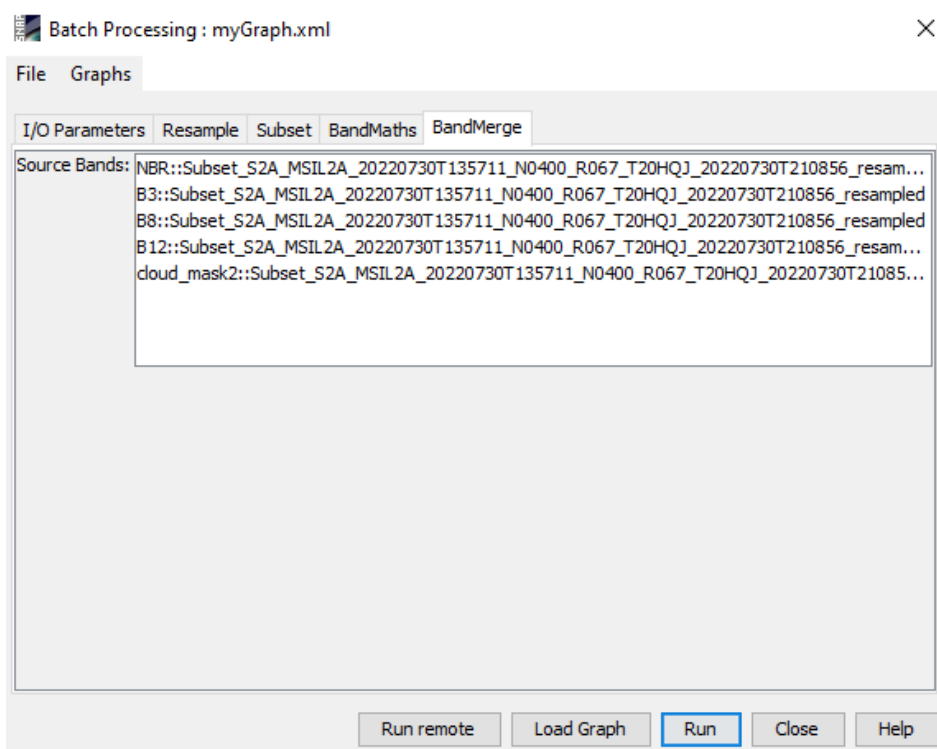 SNAP
Batch Processing : myGraph.xml
File Graphs
I/O Parameters Resample Subset BandMaths BandMerge
Source Bands:
NBR::Subset_S2A_MSIL2A_20220730T135711_N0400_R067_T20HQJ_20220730T210856_resam...
B3::Subset_S2A_MSIL2A_20220730T135711_N0400_R067_T20HQJ_20220730T210856_resampled
B8::Subset_S2A_MSIL2A_20220730T135711_N0400_R067_T20HQJ_20220730T210856_resampled
B12::Subset_S2A_MSIL2A_20220730T135711_N0400_R067_T20HQJ_20220730T210856_resam...
cloud_mask2::Subset_S2A_MSIL2A_20220730T135711_N0400_R067_T20HQJ_20220730T21085...
Run remote Load Graph Run Close Help